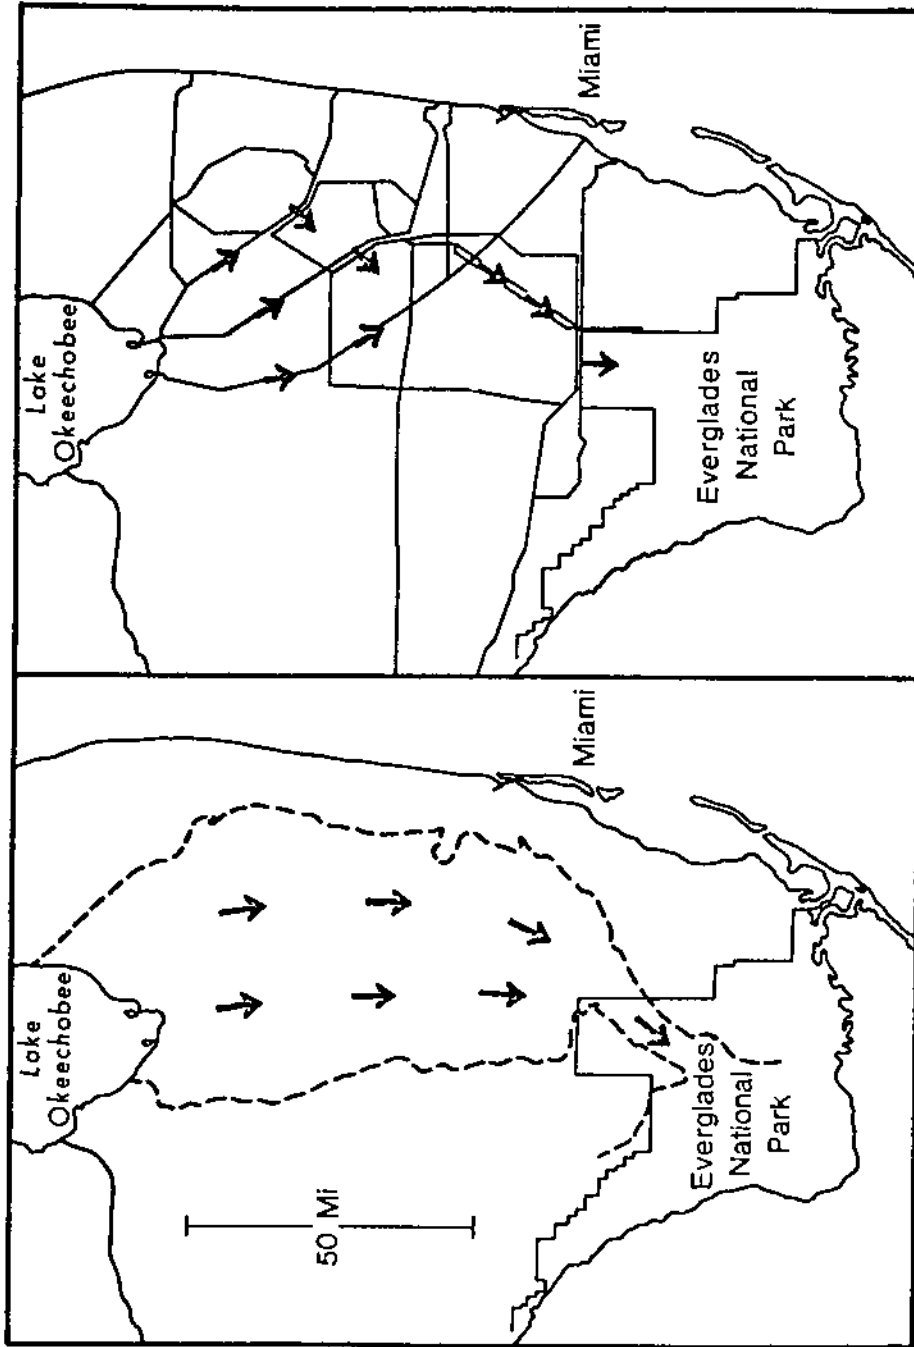 Lake
Okeechobee
50 Mi
Miami
Everglades
National
Park
Lake
Okeechobee
Miami
Everglades
National
Park